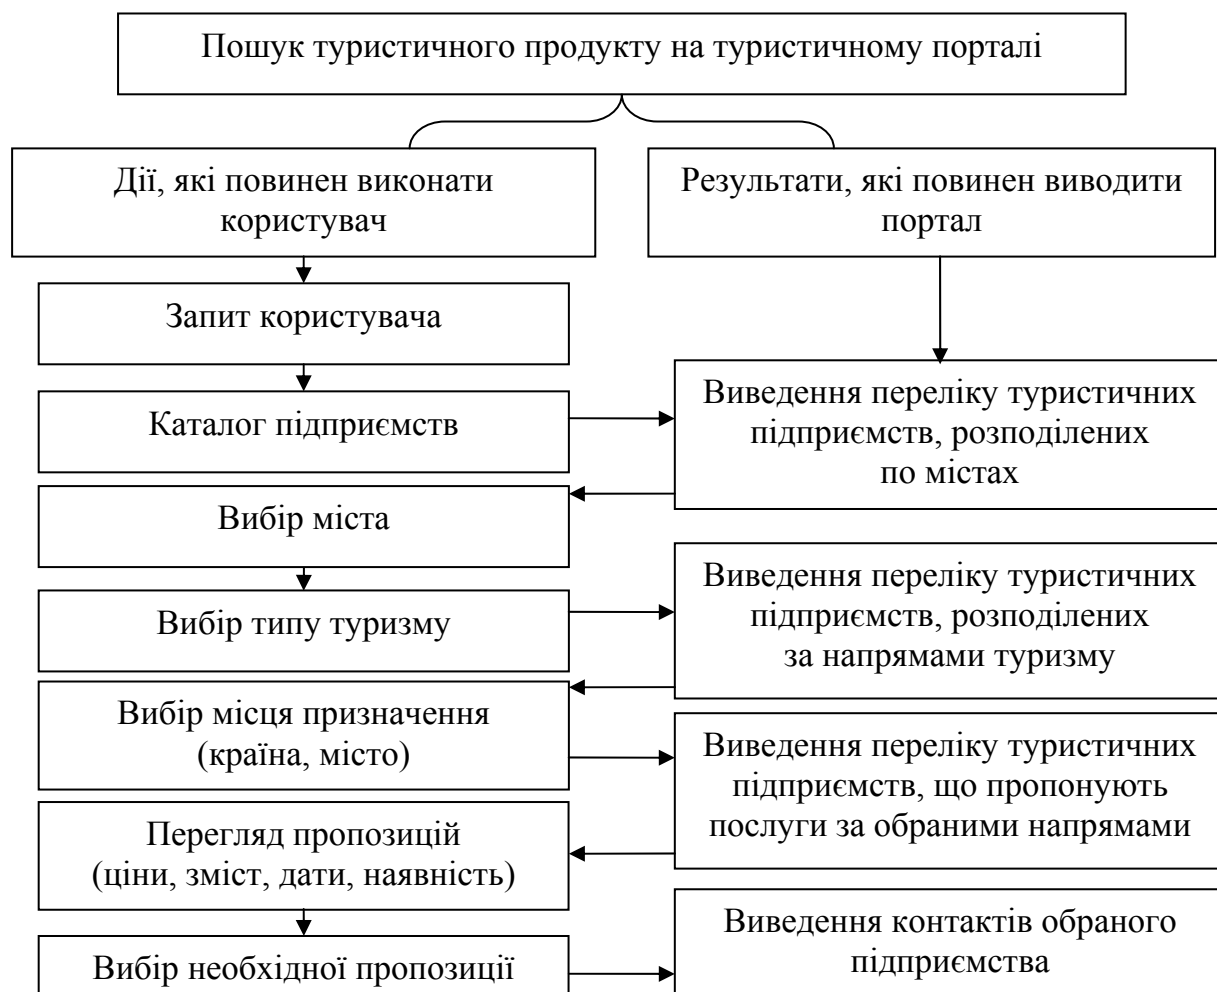 Пошук туристичного продукту на туристичному порталі
Дії, які повинен виконати
користувач
Результати, які повинен виводити
портал
Запит користувача
Каталог підприємств
Виведення переліку туристичних
підприємств, розподілених
по містах
Вибір міста
Вибір типу туризму
Виведення переліку туристичних
підприємств, розподілених
за напрямами туризму
Вибір місця призначення
(країна, місто)
Виведення переліку туристичних
підприємств, що пропонують
послуги за обраними напрямами
Перегляд пропозицій
(ціни, зміст, дати, наявність)
Вибір необхідної пропозиції
Виведення контактів обраного
підприємства